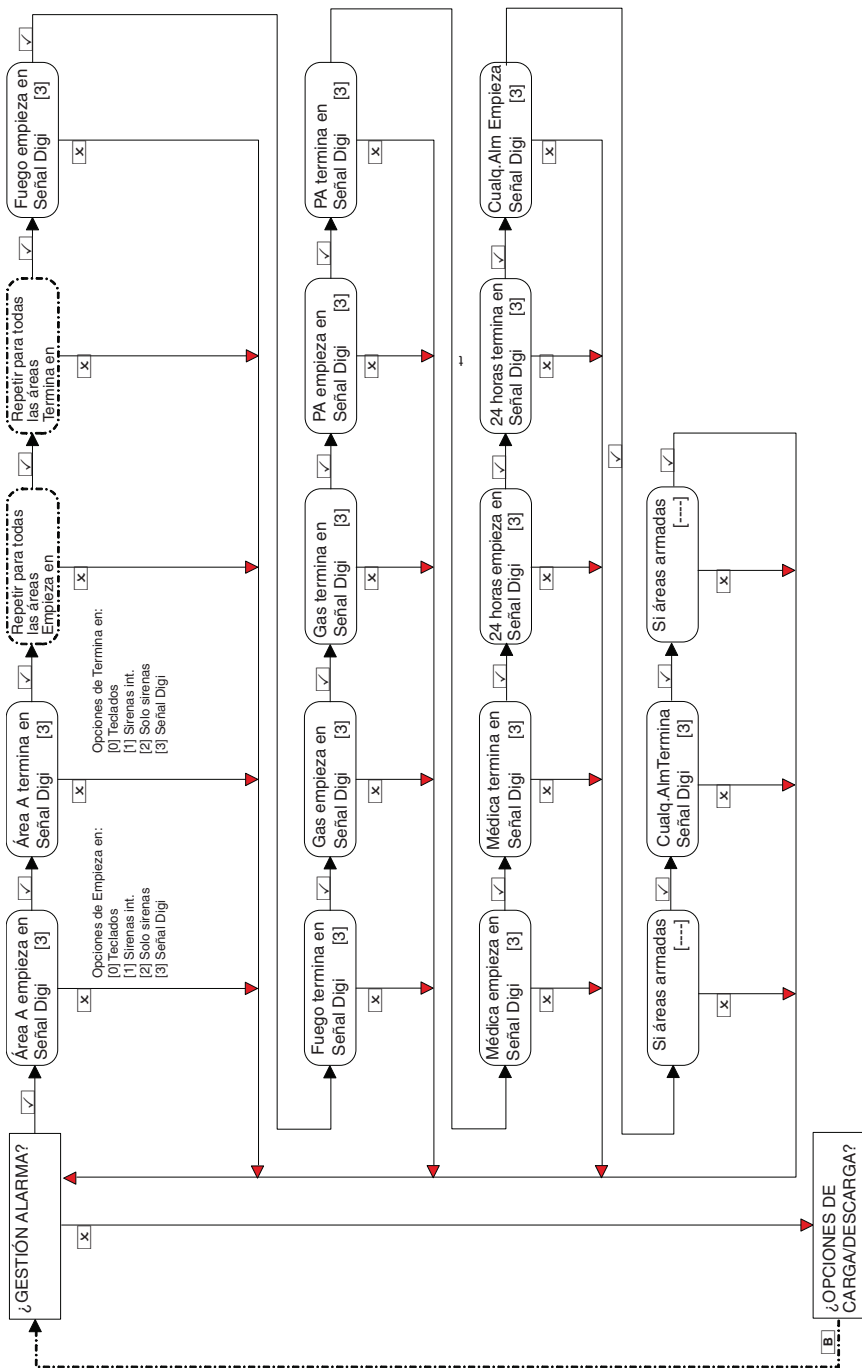 ¿GESTIÓN ALARMA?
✓
Área A empieza en
Señal Digi [3]
✓
Área A termina en
Señal Digi [3]
✓
Repetir para todas
las áreas
Empieza en
✓
Repetir para todas
las áreas
Termina en
✓
Fuego empieza en
Señal Digi [3]
✓
x
x
x
x
x
x
Opciones de Empieza en:
[0] Teclados
[1] Sirenas int.
[2] Solo sirenas
[3] Señal Digi
Opciones de Termina en:
[0] Teclados
[1] Sirenas int.
[2] Solo sirenas
[3] Señal Digi
Fuego termina en
Señal Digi [3]
✓
Gas empieza en
Señal Digi [3]
✓
Gas termina en
Señal Digi [3]
✓
PA empieza en
Señal Digi [3]
✓
PA termina en
Señal Digi [3]
x
x
x
x
x
t
Médica empieza en
Señal Digi [3]
✓
Médica termina en
Señal Digi [3]
✓
24 horas empieza en
Señal Digi [3]
✓
24 horas termina en
Señal Digi [3]
✓
Cualq.Alm Empieza
Señal Digi [3]
x
x
x
x
x
✓
Si áreas armadas
[----]
✓
Cualq.AlmTermina
Señal Digi [3]
✓
Si áreas armadas
[----]
✓
x
x
x
¿OPCIONES DE
CARGA/DESCARGA?
B